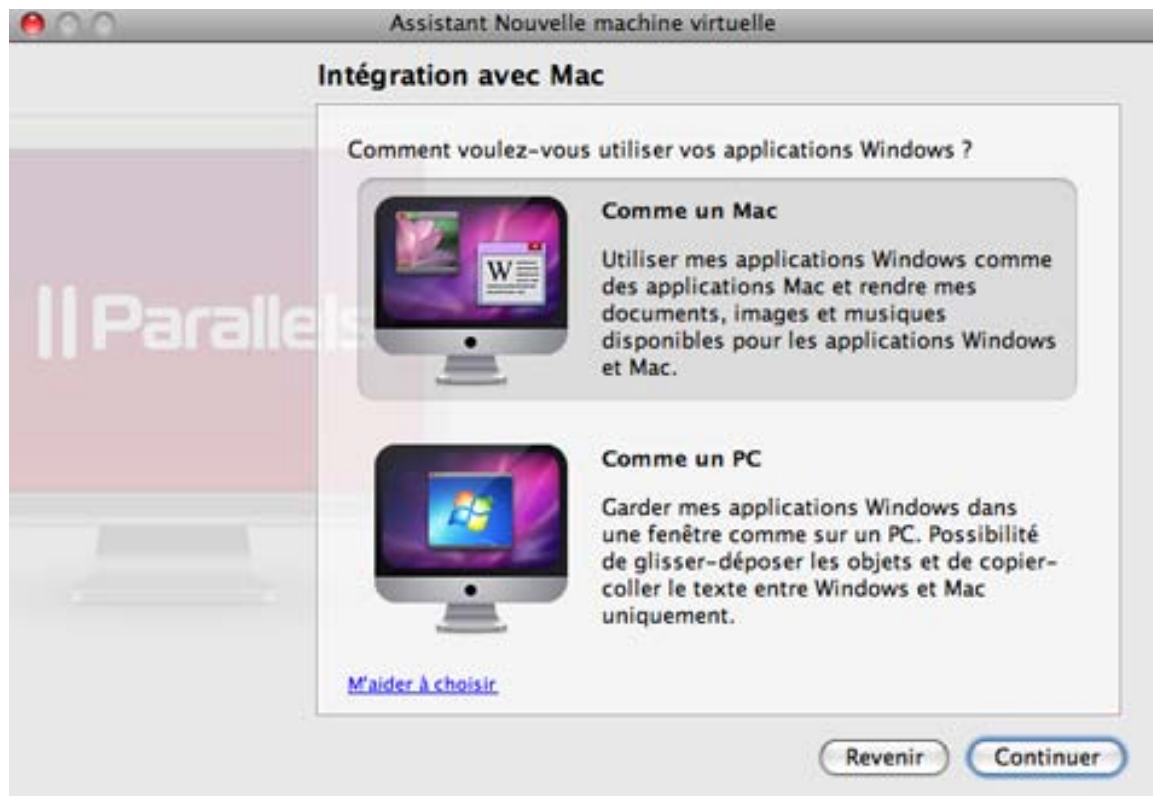 Assistant Nouvelle machine virtuelle
Intégration avec Mac
Comment voulez-vous utiliser vos applications Windows ?
Comme un Mac
Utiliser mes applications Windows comme
des applications Mac et rendre mes
documents, images et musiques
disponibles pour les applications Windows
et Mac.
W
|| Parallels
Comme un PC
Garder mes applications Windows dans
une fenêtre comme sur un PC. Possibilité
de glisser-déposer les objets et de copier-
coller le texte entre Windows et Mac
uniquement.
M'aider à choisir
Revenir
Continuer